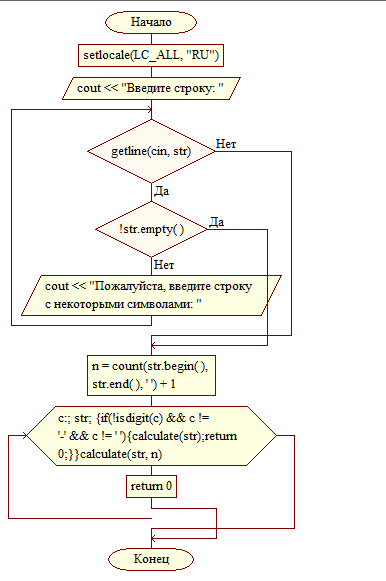 Начало
setlocale(LC_ALL, "RU")
cout << "Введите строку: "
getline(cin, str)
Нет
Да
!str.empty( )
Да
Нет
cout << "Пожалуйста, введите строку
с некоторыми символами: "
n = count(str.begin( ),
str.end( ), ' ') + 1
c:; str; {if(!isdigit(c) && c !=
'-' && c != ' '){calculate(str);return
0;}}calculate(str, n)
return 0
Конец